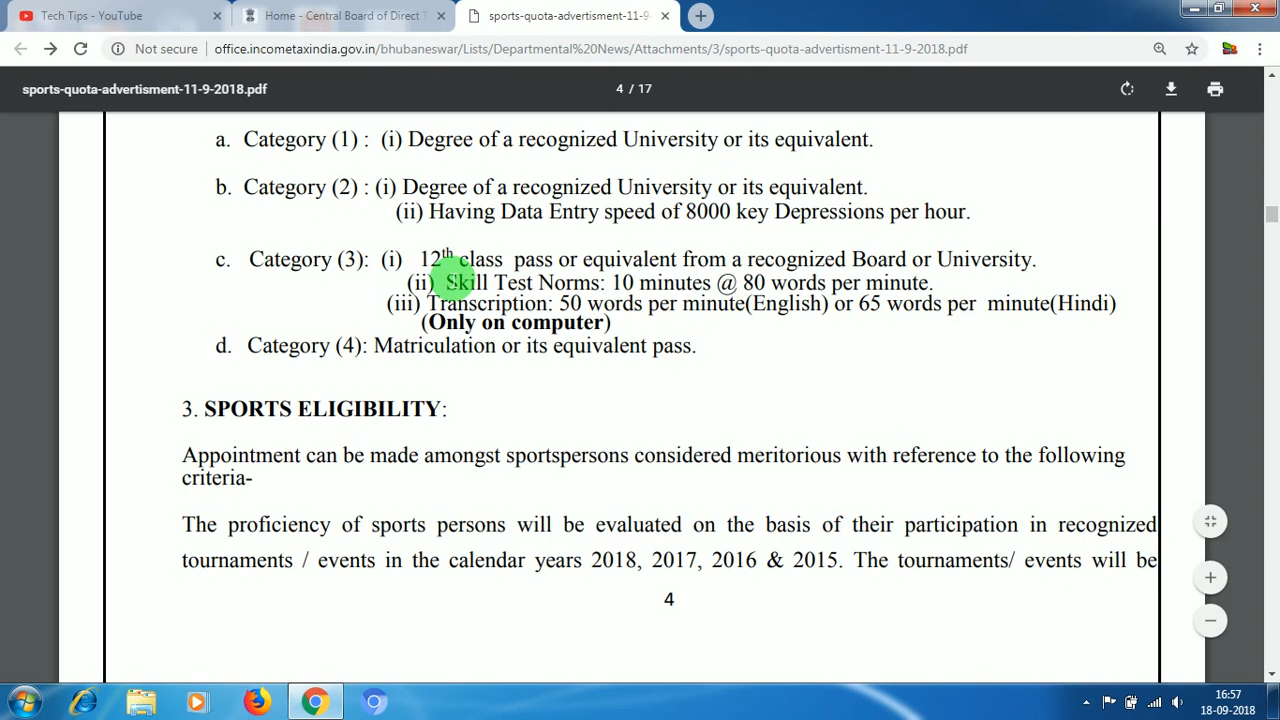 Tech Tips - YouTube
Home - Central Board of Direct T
sports-quota-advertisment-11-9-
Not secure
office.incometaxindia.gov.in/bhubaneswar/Lists/Departmental%20News/Attachments/3/sports-quota-advertisment-11-9-2018.pdf
sports-quota-advertisment-11-9-2018.pdf
4 / 17
a. Category (1) : (i) Degree of a recognized University or its equivalent.
b. Category (2) : (i) Degree of a recognized University or its equivalent.
(ii) Having Data Entry speed of 8000 key Depressions per hour.
c. Category (3): (i) 12th class pass or equivalent from a recognized Board or University.
(ii) Skill Test Norms: 10 minutes @ 80 words per minute.
(iii) Transcription: 50 words per minute(English) or 65 words per minute(Hindi)
(Only on computer)
d. Category (4): Matriculation or its equivalent pass.
3. SPORTS ELIGIBILITY:
Appointment can be made amongst sportspersons considered meritorious with reference to the following
criteria-
The proficiency of sports persons will be evaluated on the basis of their participation in recognized
tournaments / events in the calendar years 2018, 2017, 2016 & 2015. The tournaments/ events will be
4
16:57
18-09-2018